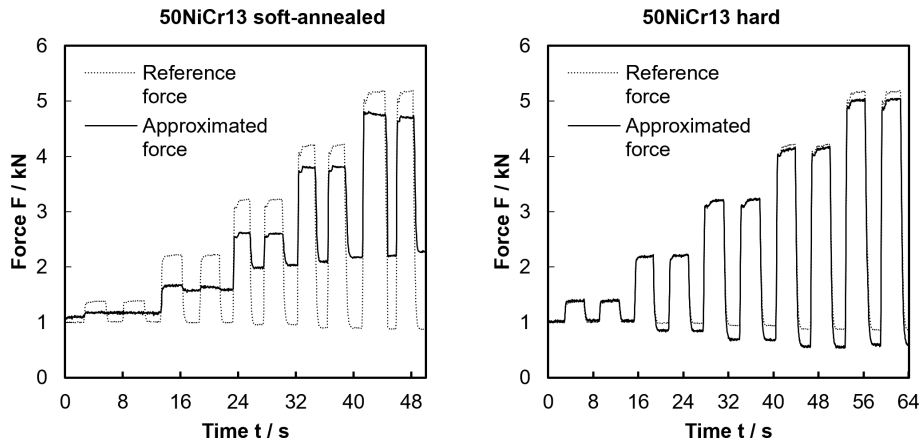 50NiCr13 soft-annealed
6
5
4
3
2
1
0
Force F / kN
Reference
force
Approximated
force
0 8 16 24 32 40 48
Time t / s
50NiCr13 hard
6
5
4
3
2
1
0
Force F / kN
Reference
force
Approximated
force
0 8 16 24 32 40 48 56 64
Time t / s